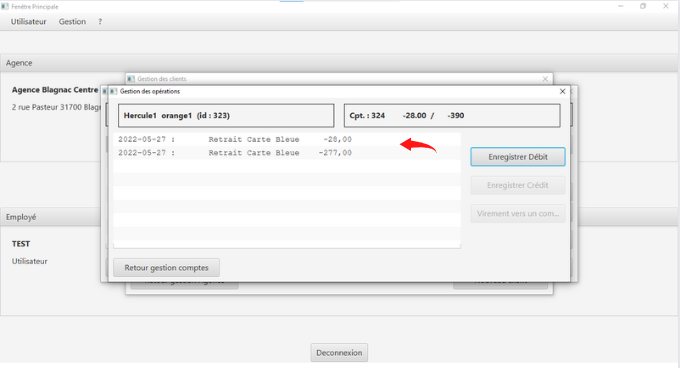 Fenêtre Principale
Utilisateur Gestion ?
Agence
Agence Blagnac Centre
2 rue Pasteur 31700
Gestion des clients
Gestion des opérations
Hercule1 orange1 (id : 323)
Cpt. : 324 -28.00 / -390
2022-05-27 : Retrait Carte Bleue -28,00
2022-05-27 : Retrait Carte Bleue -277,00
Enregistrer Débit
Enregistrer Crédit
Virement vers un com...
Retour gestion comptes
Employé
TEST
Utilisateur
Deconnexion